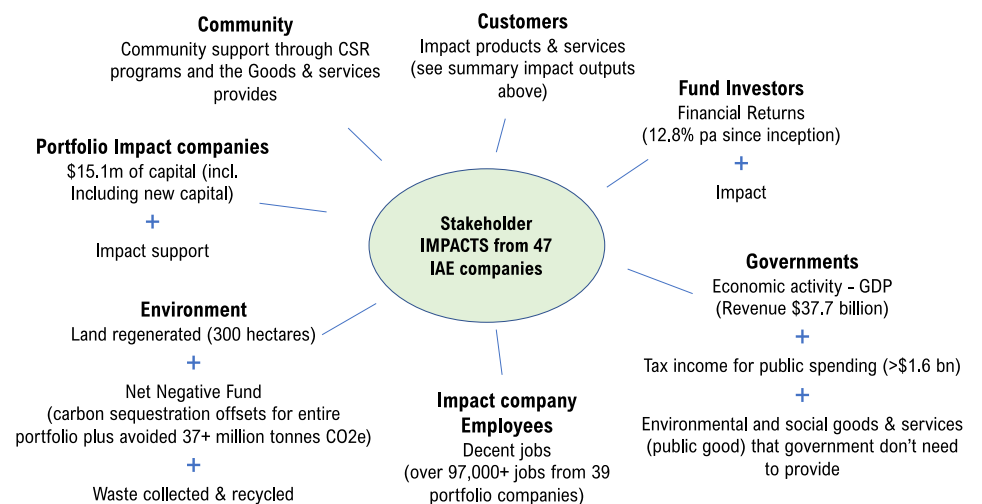 Community
Community support through CSR
programs and the Goods & services
provides
Customers
Impact products & services
(see summary impact outputs
above)
Fund Investors
Financial Returns
(12.8% pa since inception)
+
Impact
Portfolio Impact companies
$15.1m of capital (incl.
Including new capital)
+
Impact support
Stakeholder
IMPACTS from 47
IAE companies
Governments
Economic activity - GDP
(Revenue $37.7 billion)
+
Tax income for public spending (>$1.6 bn)
+
Environmental and social goods & services
(public good) that government don't need
to provide
Environment
Land regenerated (300 hectares)
+
Net Negative Fund
(carbon sequestration offsets for entire
portfolio plus avoided 37+ million tonnes CO2e)
+
Waste collected & recycled
Impact company
Employees
Decent jobs
(over 97,000+ jobs from 39
portfolio companies)